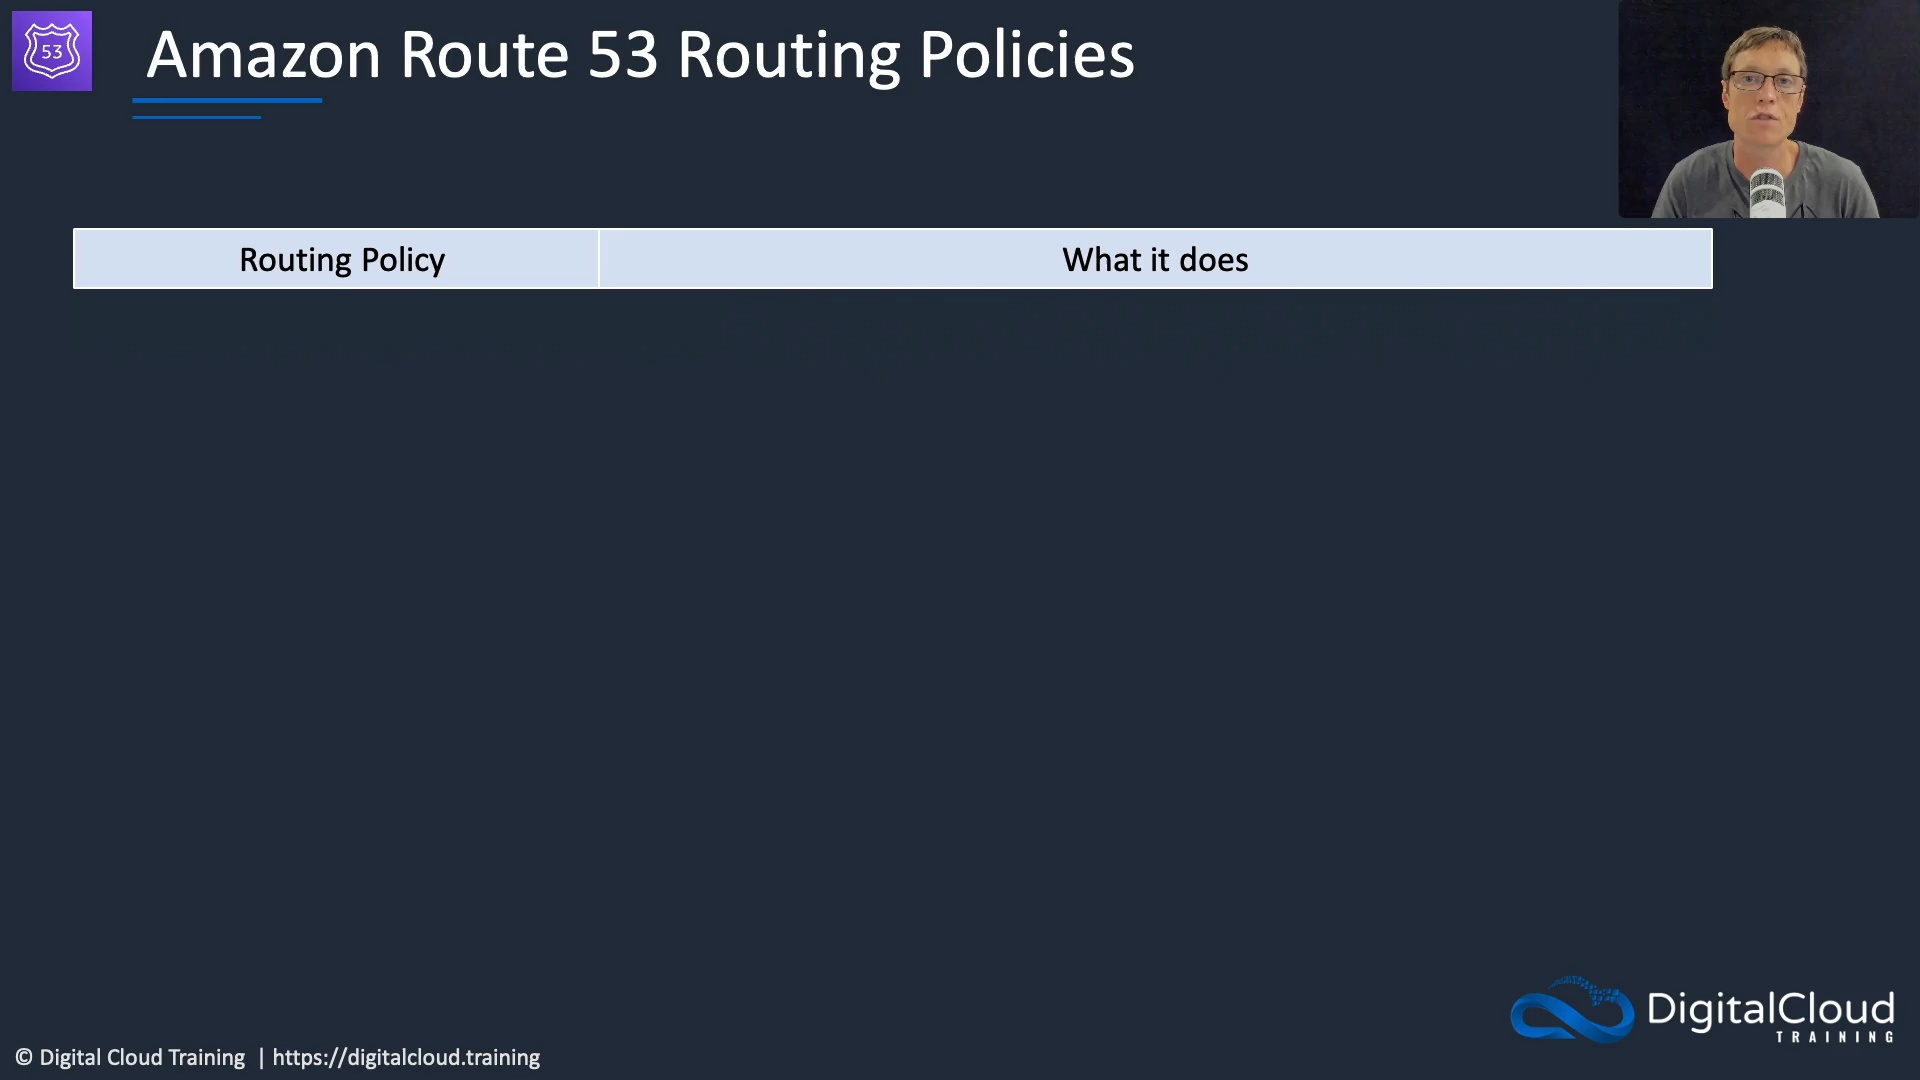 53
Amazon Route 53 Routing Policies
Routing Policy
What it does
DigitalCloud
TRAINING
© Digital Cloud Training | https://digitalcloud.training